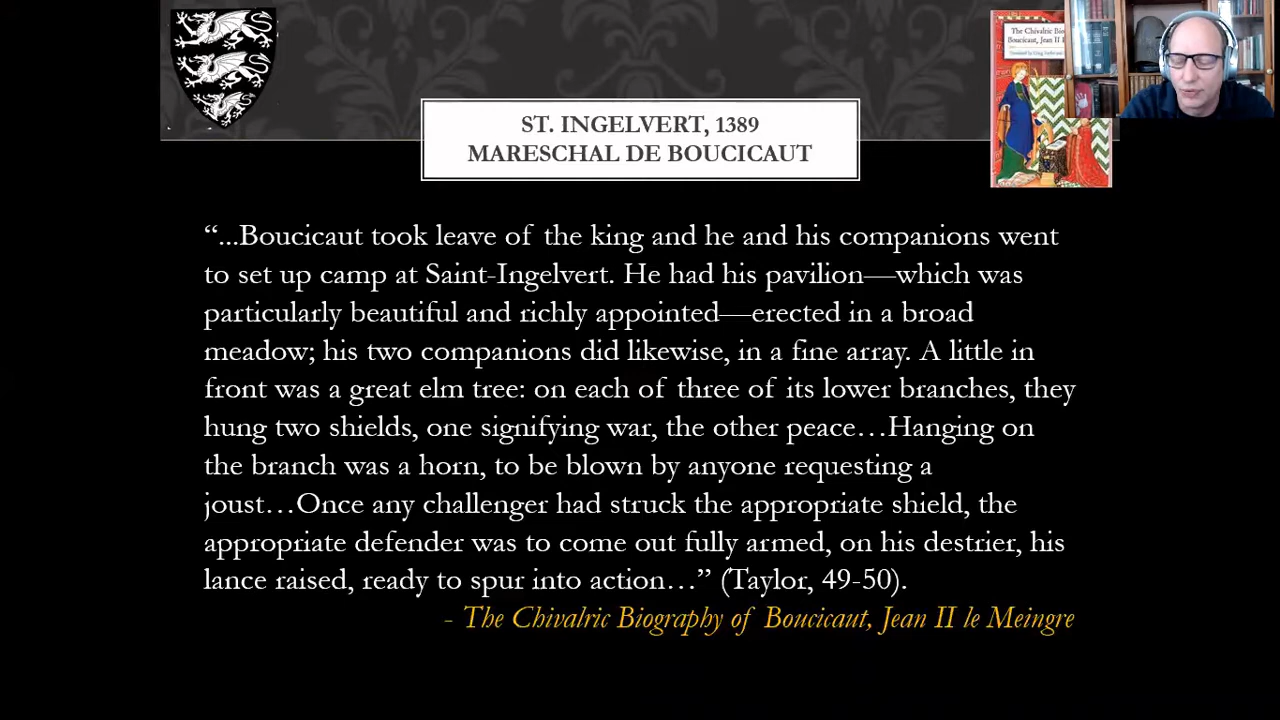 The Chivalric Bio
Boucicaut, Jean II
ST. INGELVERT, 1389
MARESCHAL DE BOUCICAUT
“...Boucicaut took leave of the king and he and his companions went
to set up camp at Saint-Ingelvert. He had his pavilion—which was
particularly beautiful and richly appointed—erected in a broad
meadow; his two companions did likewise, in a fine array. A little in
front was a great elm tree: on each of three of its lower branches, they
hung two shields, one signifying war, the other peace…Hanging on
the branch was a horn, to be blown by anyone requesting a
joust…Once any challenger had struck the appropriate shield, the
appropriate defender was to come out fully armed, on his destrier, his
lance raised, ready to spur into action…” (Taylor, 49-50).
- The Chivalric Biography of Boucicaut, Jean II le Meingre